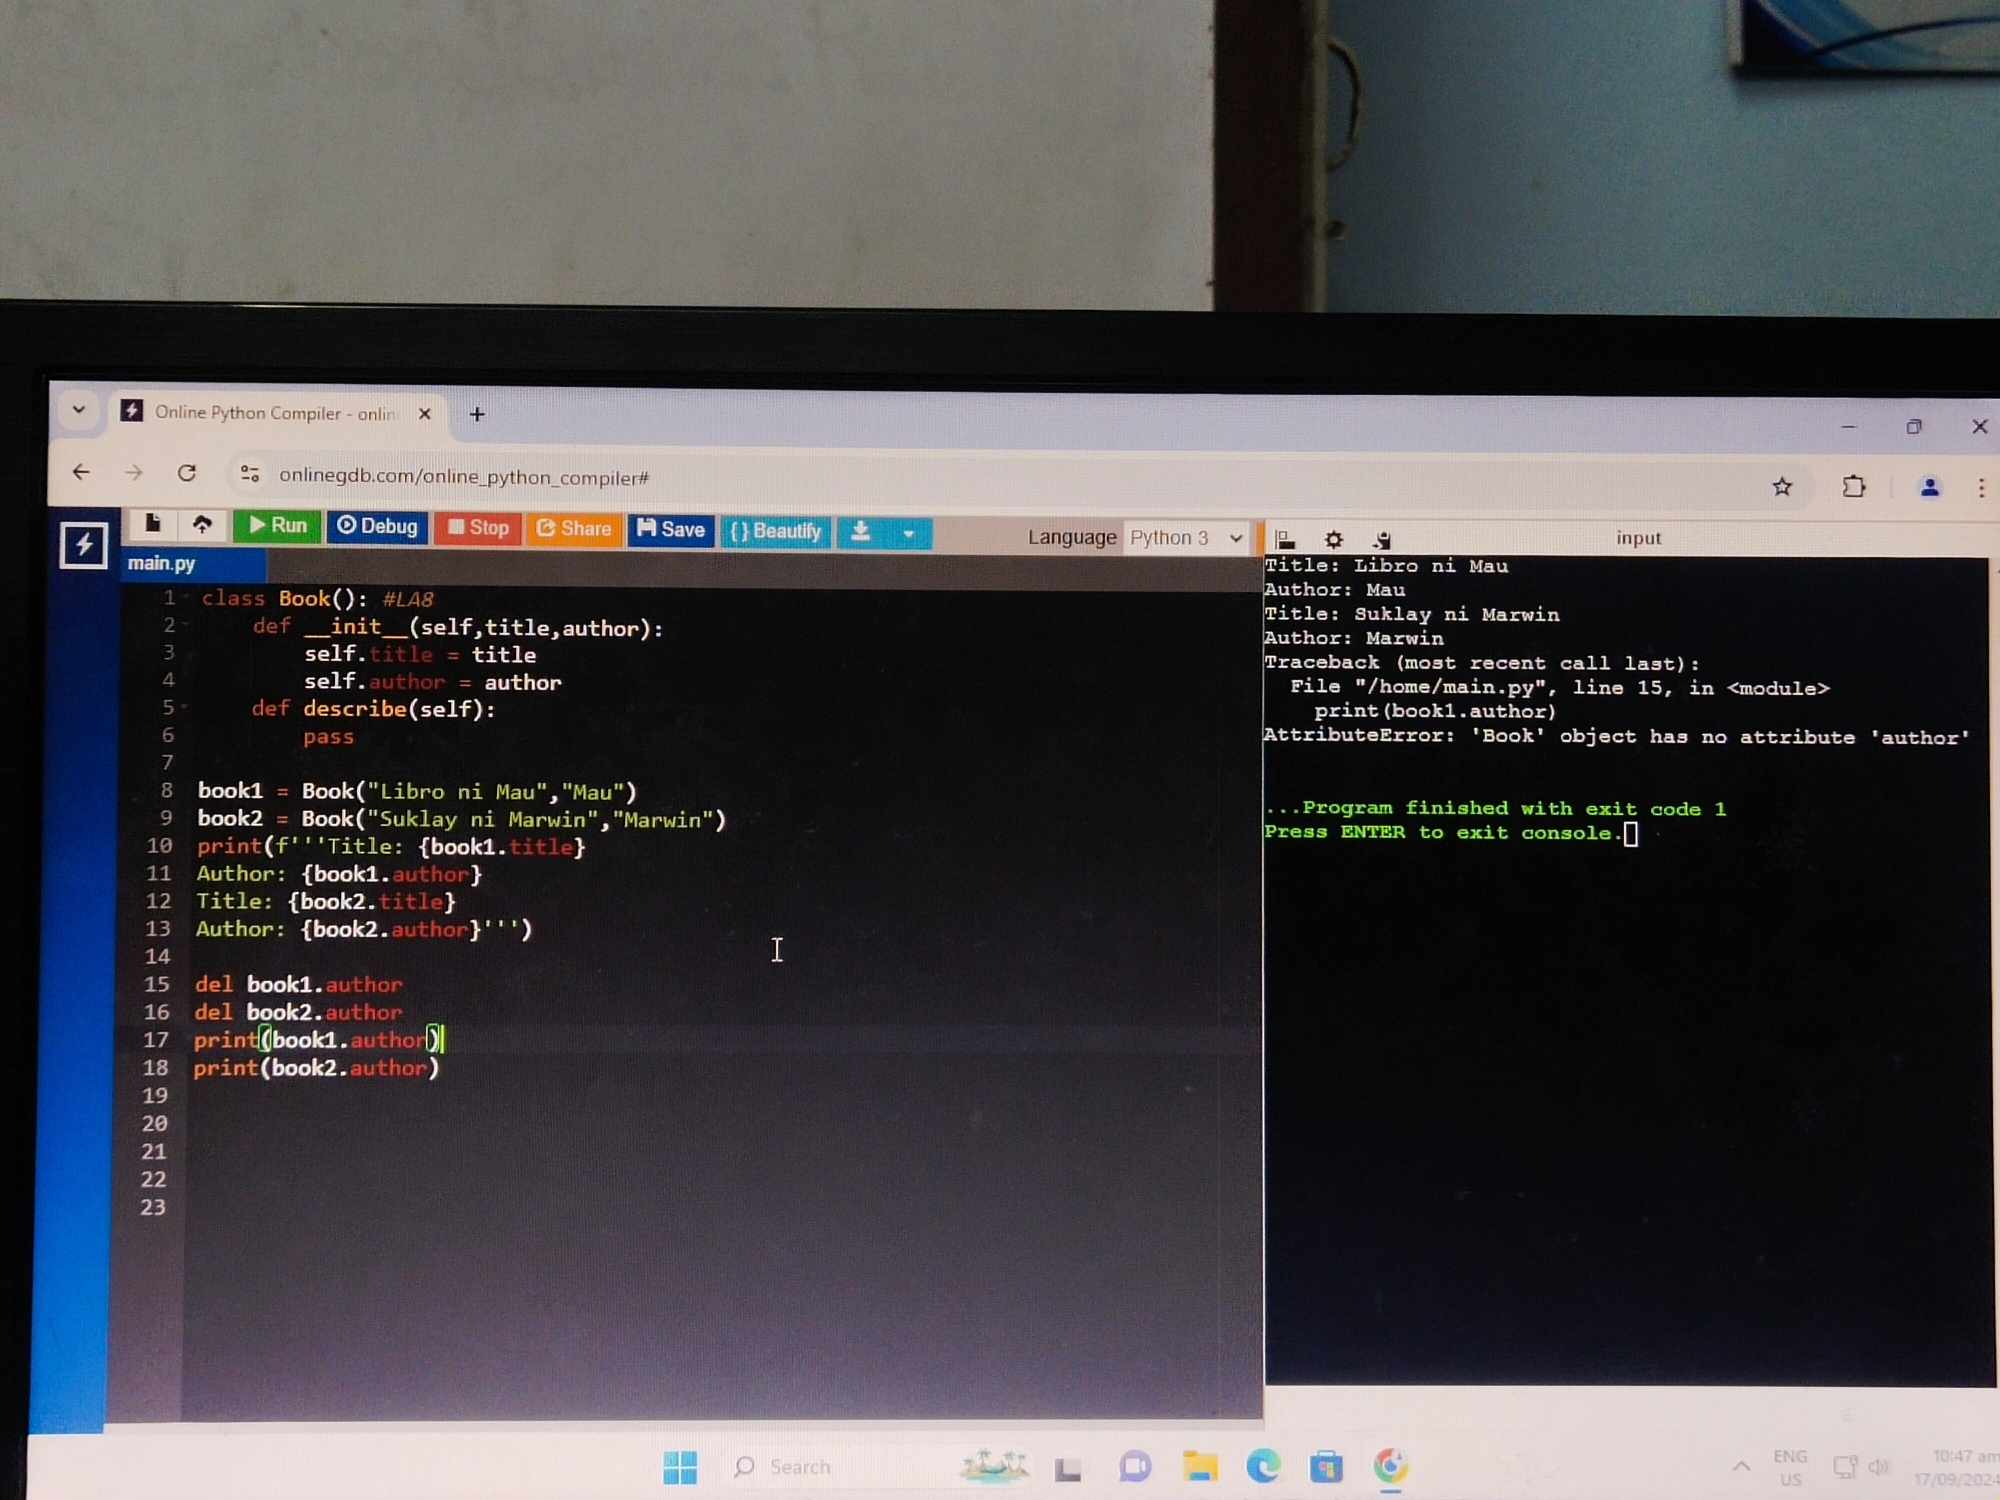 Online Python Compiler - onlin
onlinegdb.com/online_python_compiler#
Run Debug Stop Share Save {} Beautify
Language Python 3
input
main.py
1 class Book(): #LA8
2 def __init__(self,title,author):
3 self.title = title
4 self.author = author
5 def describe(self):
6 pass
7
8 book1 = Book("Libro ni Mau","Mau")
9 book2 = Book("Suklay ni Marwin","Marwin")
10 print(f'''Title: {book1.title}
11 Author: {book1.author}
12 Title: {book2.title}
13 Author: {book2.author}''')
14
15 del book1.author
16 del book2.author
17 print(book1.author)
18 print(book2.author)
19
20
21
22
23
Title: Libro ni Mau
Author: Mau
Title: Suklay ni Marwin
Author: Marwin
Traceback (most recent call last):
File "/home/main.py", line 15, in <module>
print(book1.author)
AttributeError: 'Book' object has no attribute 'author'
...Program finished with exit code 1
Press ENTER to exit console.
Search
ENG
US
10:47 am
17/09/2024